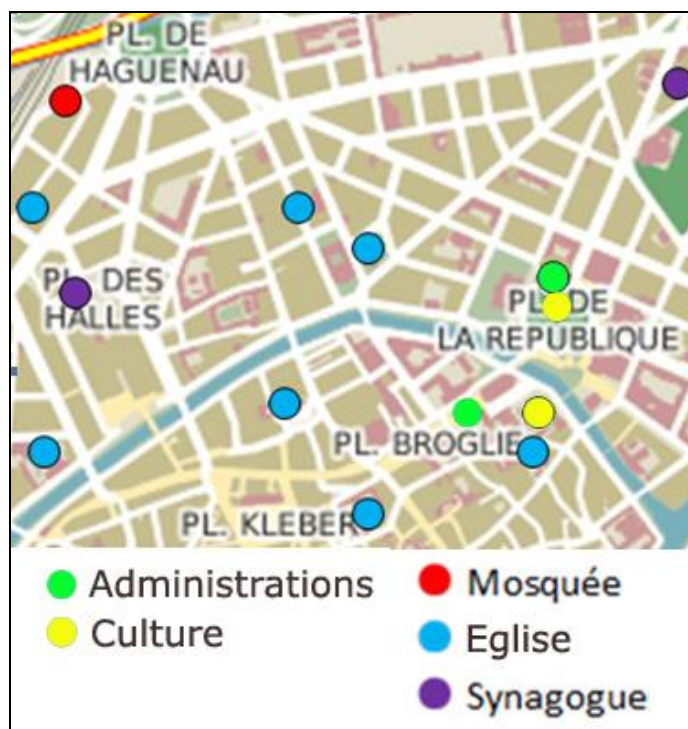 PL. DE
HAGUENAU
PL. DES
HALLES
PL. DE
LA REPUBLIQUE
PL. BROGLIE
PL. KLEBER
Administrations
Culture
Mosquée
Eglise
Synagogue